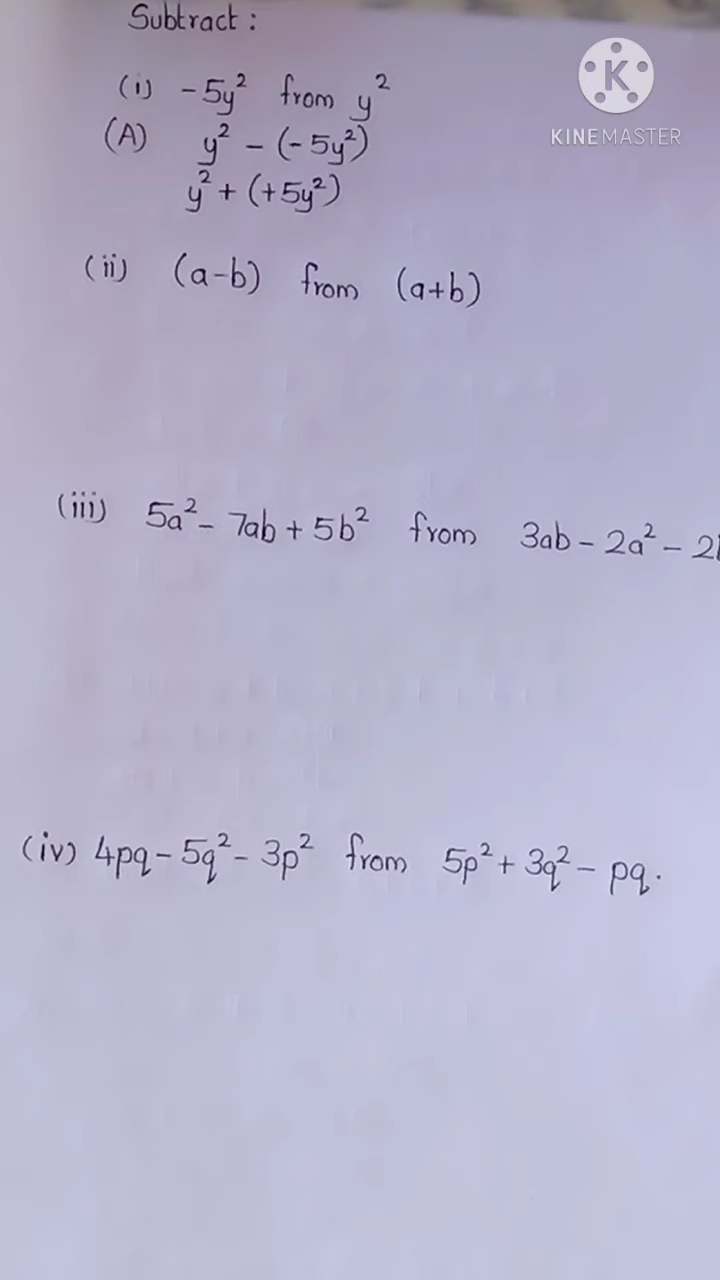 Subtract :
K
KINEMASTER
(i) -5y² from y²
(A) y² - (-5y²)
y² + (+5y²)
(ii) (a-b) from (a+b)
(iii) 5a² - 7ab + 5b² from 3ab - 2a² - 2
(iv) 4pq - 5q² - 3p² from 5p² + 3q² - pq.